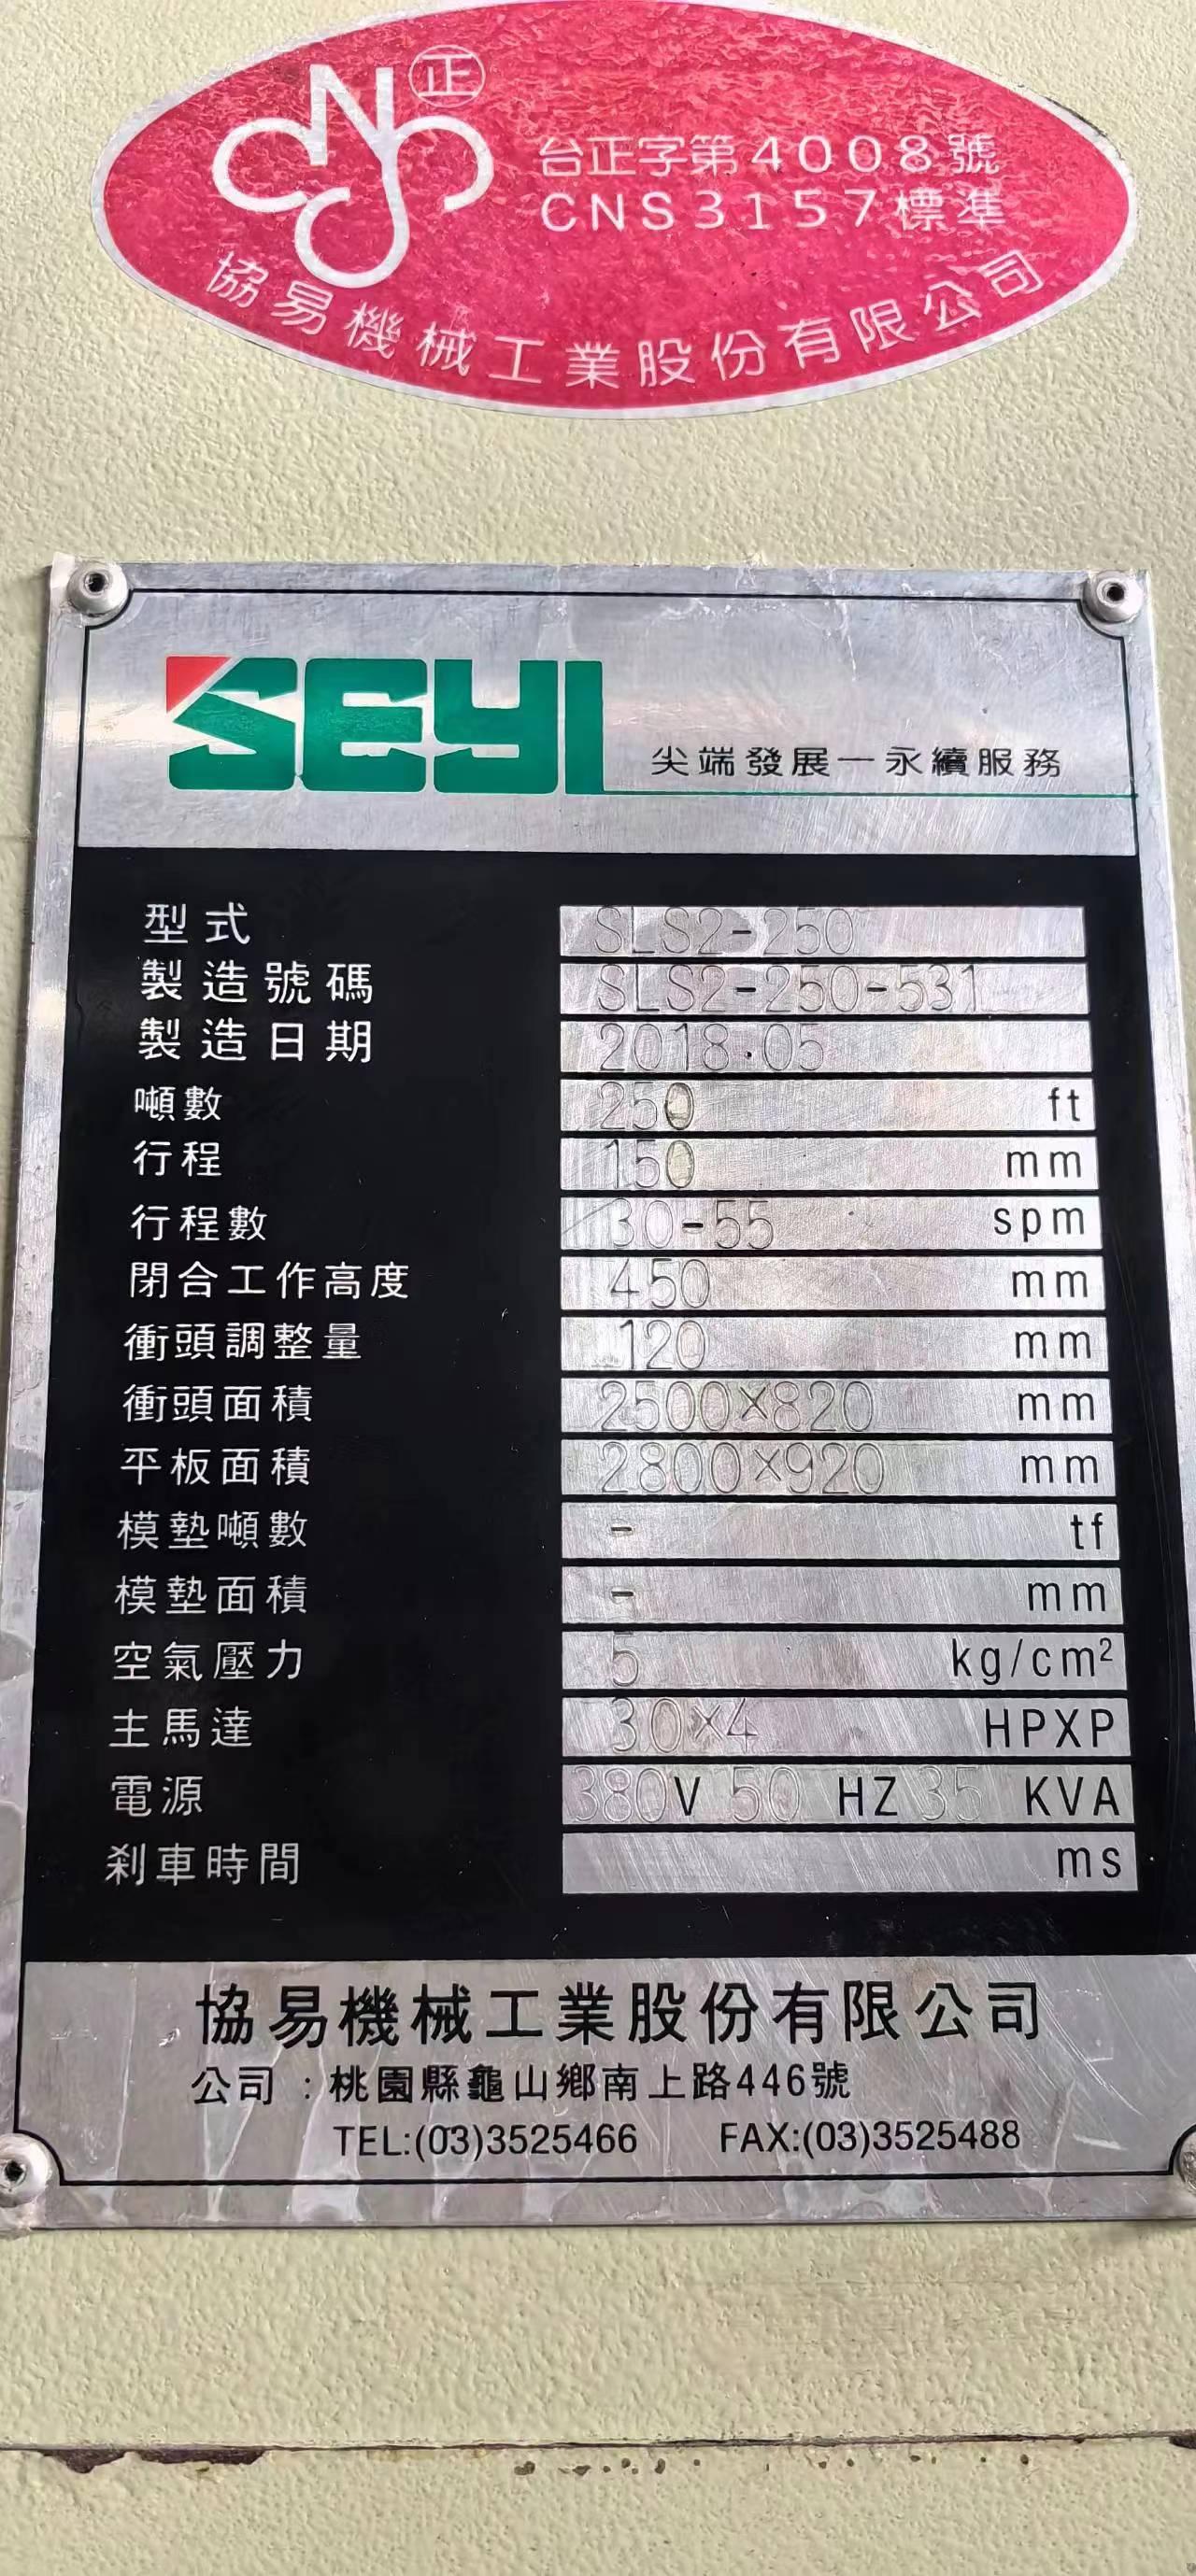 CNS 正
台正字第4008號
CNS3157標準
協易機械工業股份有限公司
SEYI 尖端發展一永續服務
型式 SLS2-250
製造號碼 SLS2-250-531
製造日期 2018.05
噸數 250 ft
行程 150 mm
行程數 30-55 spm
閉合工作高度 450 mm
衝頭調整量 120 mm
衝頭面積 2500×820 mm
平板面積 2800×920 mm
模墊噸數 - tf
模墊面積 - mm
空氣壓力 5 kg/cm²
主馬達 30×4 HPXP
電源 380V 50 HZ 35 KVA
剎車時間 ms
協易機械工業股份有限公司
公司:桃園縣龜山鄉南上路446號
TEL:(03)3525466 FAX:(03)3525488